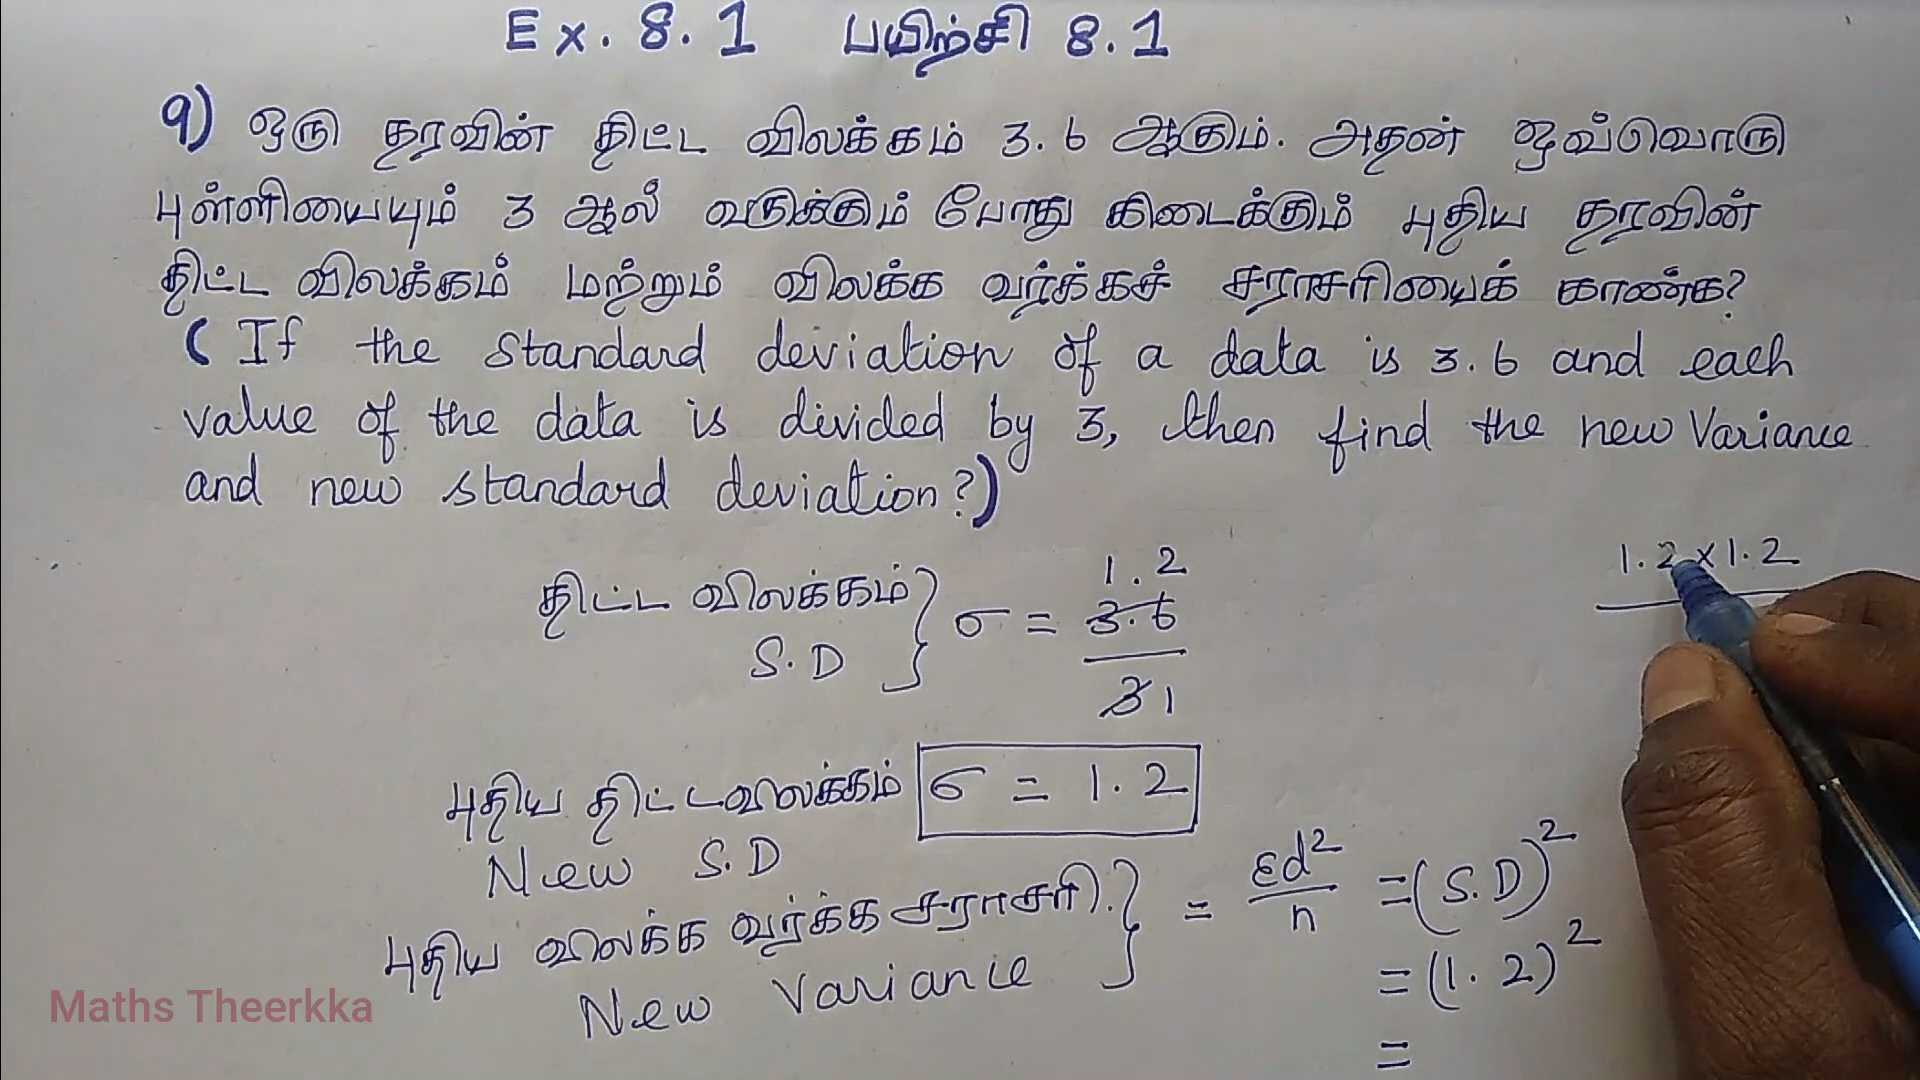 Ex. 8.1 பயிற்சி 8.1
9) ஒரு தரவின் திட்ட விலக்கம் 3.6 ஆகும். அதன் ஒவ்வொரு
புள்ளியையும் 3 ஆல் வகுக்கும் போது கிடைக்கும் புதிய தரவின்
திட்ட விலக்கம் மற்றும் விலக்க வர்க்கச் சராசரியைக் காண்க?
(If the standard deviation of a data is 3.6 and each
value of the data is divided by 3, then find the new Variance
and new standard deviation?)
1.2 × 1.2
திட்ட விலக்கம் } σ = 1.2
S.D 3.6
3 1
புதிய திட்டவிலக்கம் σ = 1.2
New S.D
புதிய விலக்க வர்க்க சராசரி.} = Σd²/n = (S.D)²
New Variance = (1.2)²
=
Maths Theerkka